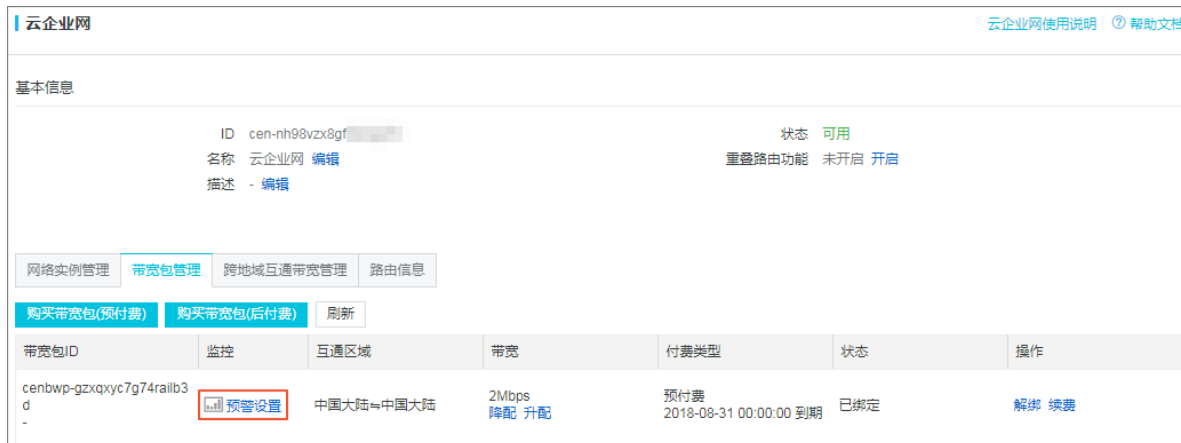 云企业网
云企业网使用说明 帮助文档
基本信息
ID cen-nh98vzx8gf
状态 可用
名称 云企业网 编辑
重叠路由功能 未开启 开启
描述 - 编辑
网络实例管理 带宽包管理 跨地域互通带宽管理 路由信息
购买带宽包(预付费) 购买带宽包(后付费) 刷新
带宽包ID 监控 互通区域 带宽 付费类型 状态 操作
cenbwp-gzxqxyc7g74railb3
d
-
预警设置
中国大陆⇋中国大陆
2Mbps
降配 升配
预付费
2018-08-31 00:00:00 到期
已绑定
解绑 续费